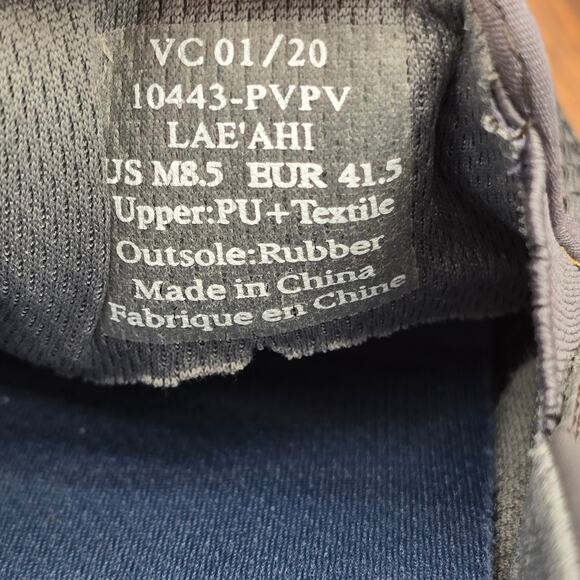 VC 01/20
10443-PVPV
LAE'AHI
US M8.5 EUR 41.5
Upper:PU+Textile
Outsole:Rubber
Made in China
Fabrique en Chine